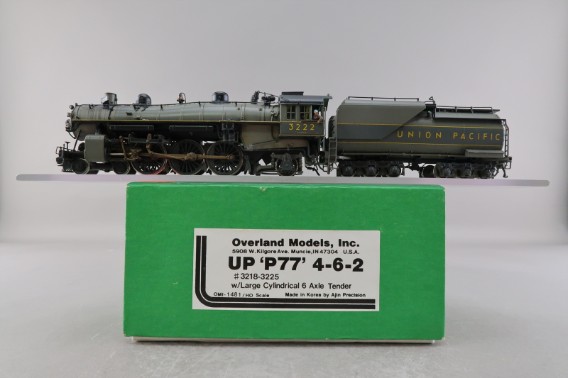 3222
UNION PACIFIC
Overland Models, Inc.
5908 W. Kilgore Ave. Muncie, IN 47304 U.S.A.
UP 'P77' 4-6-2
# 3218-3225
w/Large Cylindrical 6 Axle Tender
OMI-1481/HO Scale Made in Korea by Ajin Precision